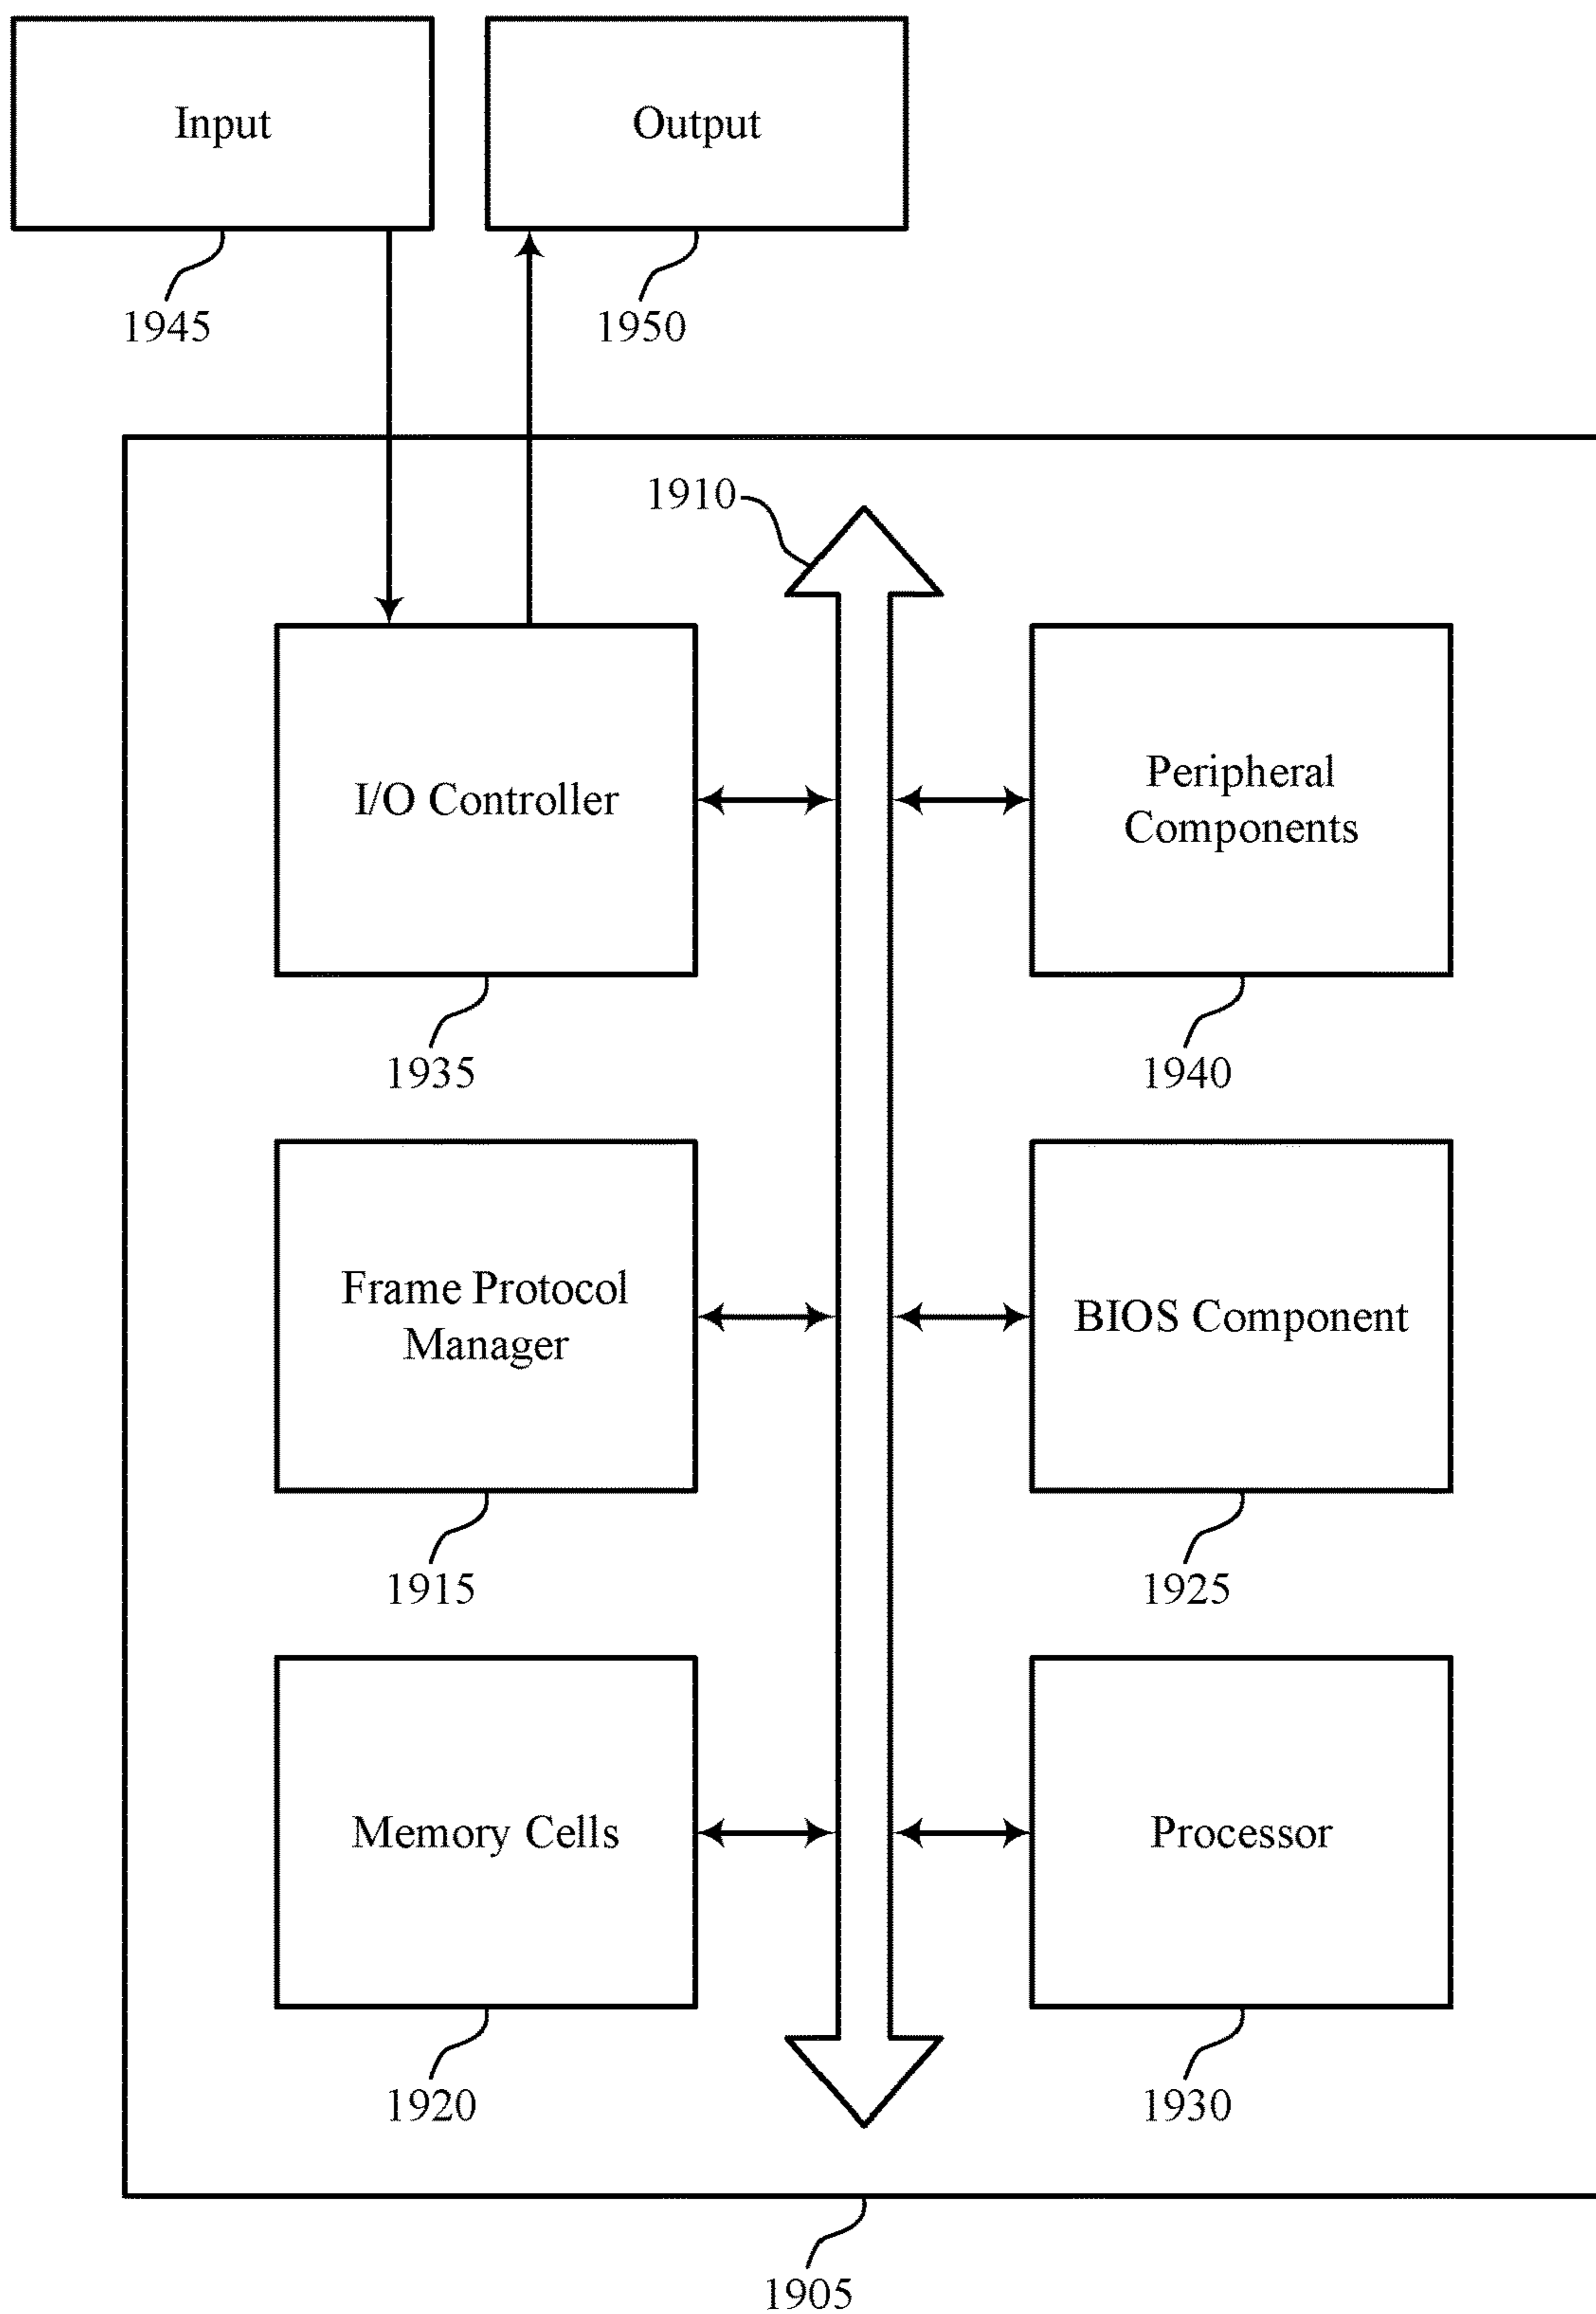 Input
Output
1945
1950
1910
I/O Controller
Peripheral
Components
1935
1940
Frame Protocol
Manager
BIOS Component
1915
1925
Memory Cells
Processor
1920
1930
1905